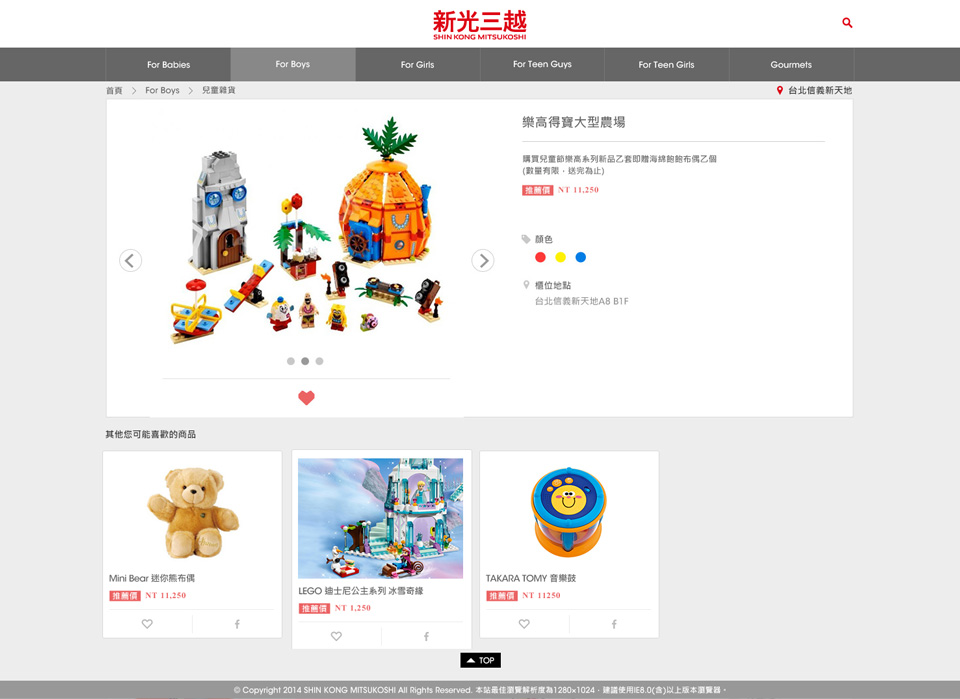 新光三越
SHIN KONG MITSUKOSHI
For Babies
For Boys
For Girls
For Teen Guys
For Teen Girls
Gourmets
首頁 > For Boys > 兒童雜貨
台北信義新天地
樂高得寶大型農場
購買兒童節樂高系列新品乙套即贈海綿飽飽布偶乙個
(數量有限，送完為止)
推薦價 NT 11,250
顏色
櫃位地點
台北信義新天地A8 B1F
其他您可能喜歡的商品
Mini Bear 迷你熊布偶
推薦價 NT 11,250
LEGO 迪士尼公主系列 冰雪奇緣
推薦價 NT 1,250
TAKARA TOMY 音樂鼓
推薦價 NT 11250
TOP
© Copyright 2014 SHIN KONG MITSUKOSHI All Rights Reserved. 本站最佳瀏覽解析度為1280×1024，建議使用IE8.0(含)以上版本瀏覽器。